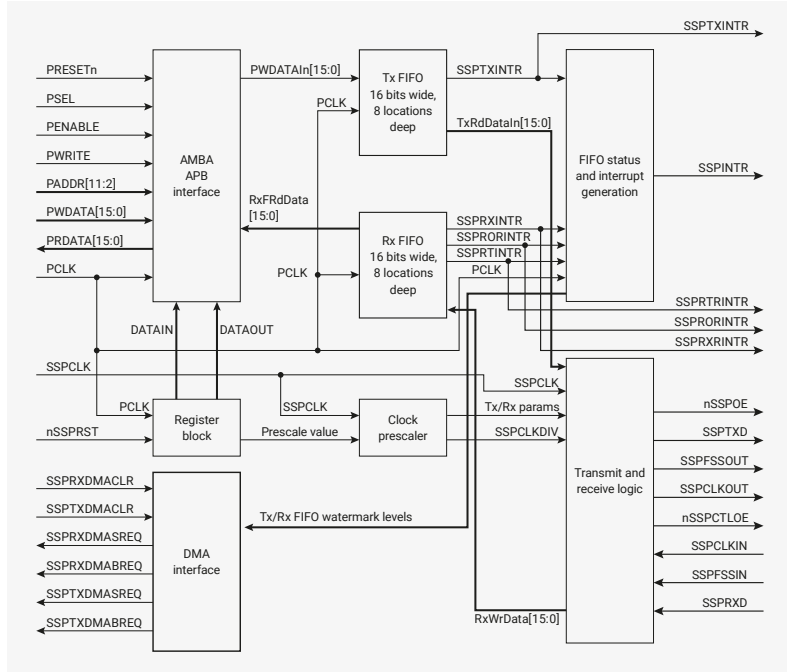 SSPTXINTR
PRESETn
PSEL
PENABLE
PWRITE
PADDR[11:2]
PWDATA[15:0]
PRDATA[15:0]
PCLK
AMBA
APB
interface
PWDATAIn[15:0]
PCLK
Tx FIFO
16 bits wide,
8 locations
deep
SSPTXINTR
TxRdDataIn[15:0]
FIFO status
and interrupt
generation
SSPINTR
RxFRdData
[15:0]
PCLK
Rx FIFO
16 bits wide,
8 locations
deep
SSPRXINTR
SSPRORINTR
SSPRTINTR
PCLK
SSPRTRINTR
SSPRORINTR
SSPRXRINTR
DATAIN
DATAOUT
SSPCLK
PCLK
nSSPRST
Register
block
SSPCLK
Prescale value
Clock
prescaler
SSPCLK
Tx/Rx params
SSPCLKDIV
Transmit and
receive logic
nSSPOE
SSPTXD
SSPFSSOUT
SSPCLKOUT
nSSPCTLOE
SSPCLKIN
SSPFSSIN
SSPRXD
SSPRXDMACLR
SSPTXDMACLR
SSPRXDMASREQ
SSPRXDMABREQ
SSPTXDMASREQ
SSPTXDMABREQ
DMA
interface
Tx/Rx FIFO watermark levels
RxWrData[15:0]